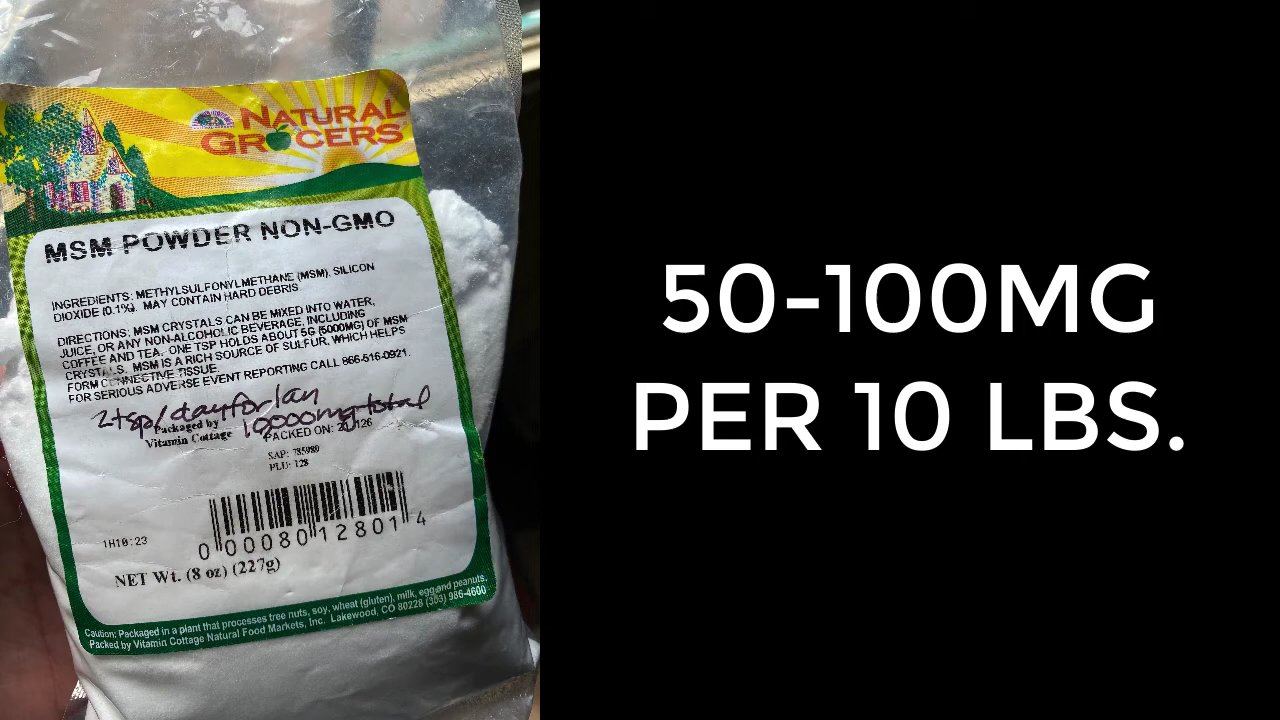 NATURAL
GROCERS
MSM POWDER NON-GMO
INGREDIENTS: METHYLSULFONYLMETHANE (MSM), SILICON
DIOXIDE (0.1%). MAY CONTAIN HARD DEBRIS
DIRECTIONS: MSM CRYSTALS CAN BE MIXED INTO WATER,
JUICE, OR ANY NON-ALCOHOLIC BEVERAGE, INCLUDING
COFFEE AND TEA. ONE TSP HOLDS ABOUT 5G (5000MG) OF MSM
CRYSTALS. MSM IS A RICH SOURCE OF SULFUR, WHICH HELPS
FORM CONNECTIVE TISSUE.
FOR SERIOUS ADVERSE EVENT REPORTING CALL 866-516-0921.
2tsp/day for Ian
10000mg total
Packaged by
Vitamin Cottage
PACKED ON:
SAP: 785980
PLU: 128
1H10:23
0 00080 12801 4
NET Wt. (8 oz) (227g)
Caution: Packaged in a plant that processes tree nuts, soy, wheat (gluten), milk, egg and peanuts.
Packed by Vitamin Cottage Natural Food Markets, Inc. Lakewood, CO 80228 (303) 986-4600
50-100MG
PER 10 LBS.